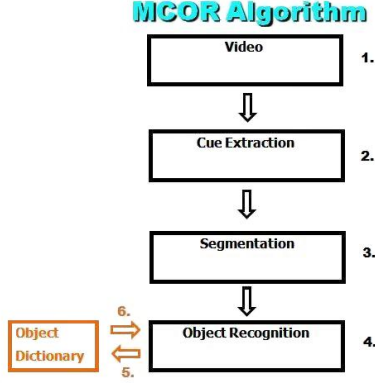 MCOR Algorithm
Video
1.
Cue Extraction
2.
Segmentation
3.
6.
Object Recognition
4.
Object
Dictionary
5.